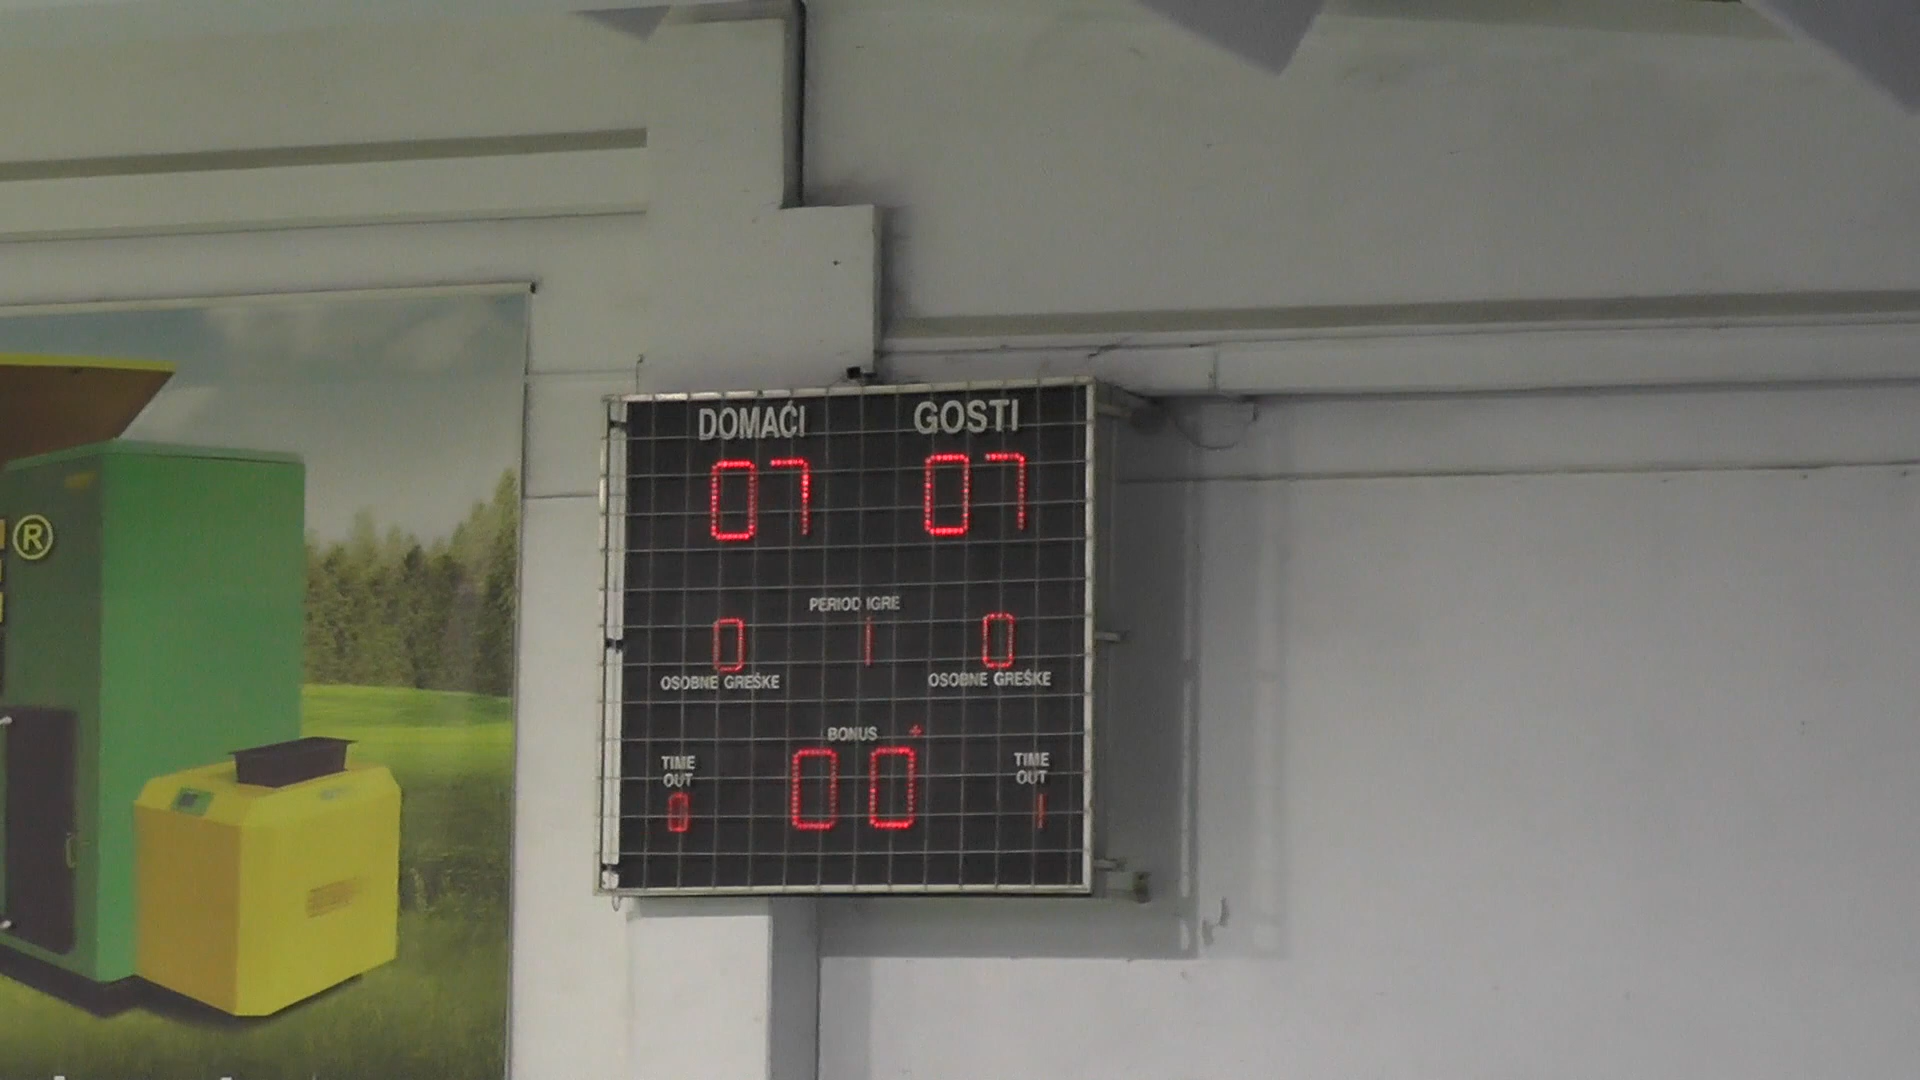 ®
DOMAĆI GOSTI
07 07
PERIOD IGRE
0 1 0
OSOBNE GREŠKE OSOBNE GREŠKE
BONUS
TIME OUT TIME OUT
0 00 1